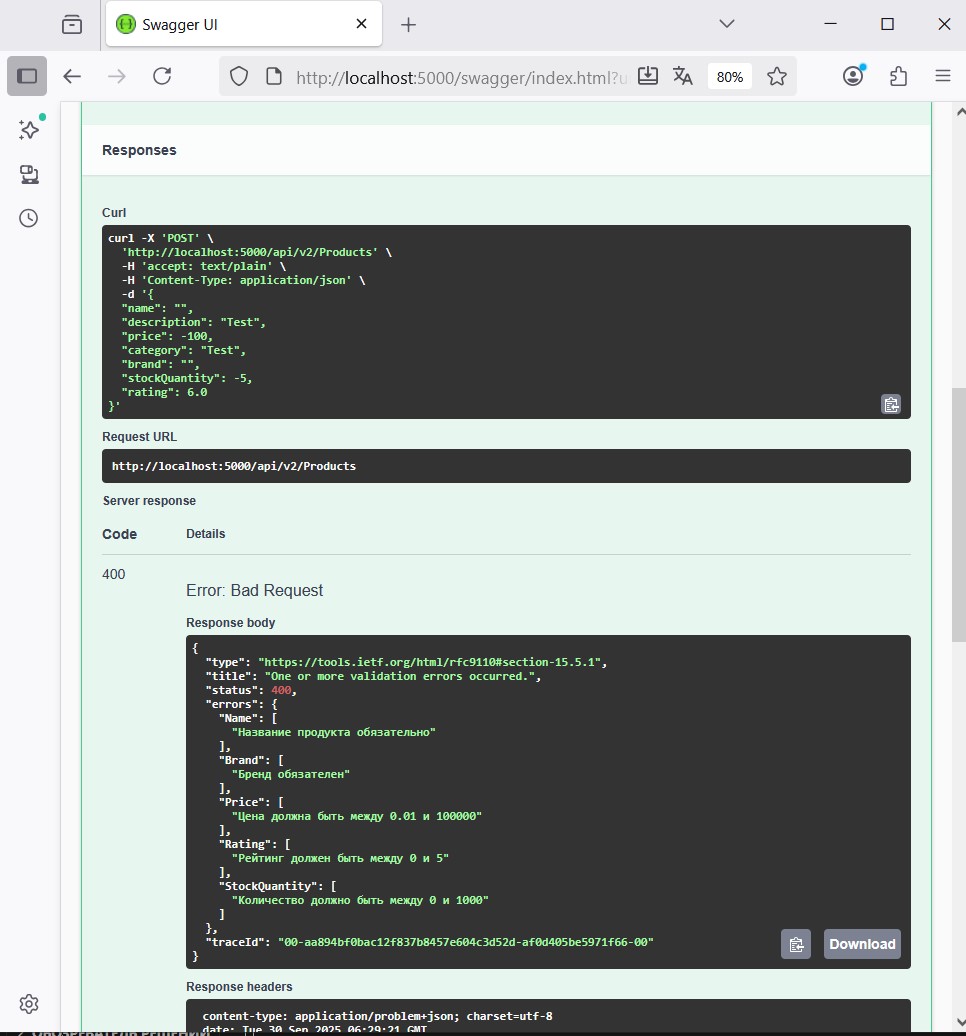 Swagger UI
http://localhost:5000/swagger/index.html?u
80%
Responses
Curl
curl -X 'POST' \
'http://localhost:5000/api/v2/Products' \
-H 'accept: text/plain' \
-H 'Content-Type: application/json' \
-d '{
"name": "",
"description": "Test",
"price": -100,
"category": "Test",
"brand": "",
"stockQuantity": -5,
"rating": 6.0
}'
Request URL
http://localhost:5000/api/v2/Products
Server response
Code Details
400
Error: Bad Request
Response body
{
"type": "https://tools.ietf.org/html/rfc9110#section-15.5.1",
"title": "One or more validation errors occurred.",
"status": 400,
"errors": {
"Name": [
"Название продукта обязательно"
],
"Brand": [
"Бренд обязателен"
],
"Price": [
"Цена должна быть между 0.01 и 100000"
],
"Rating": [
"Рейтинг должен быть между 0 и 5"
],
"StockQuantity": [
"Количество должно быть между 0 и 1000"
]
},
"traceId": "00-aa894bf0bac12f837b8457e604c3d52d-af0d405be5971f66-00"
}
Download
Response headers
content-type: application/problem+json; charset=utf-8
date: Tue,30 Sep 2025 06:29:21 GMT